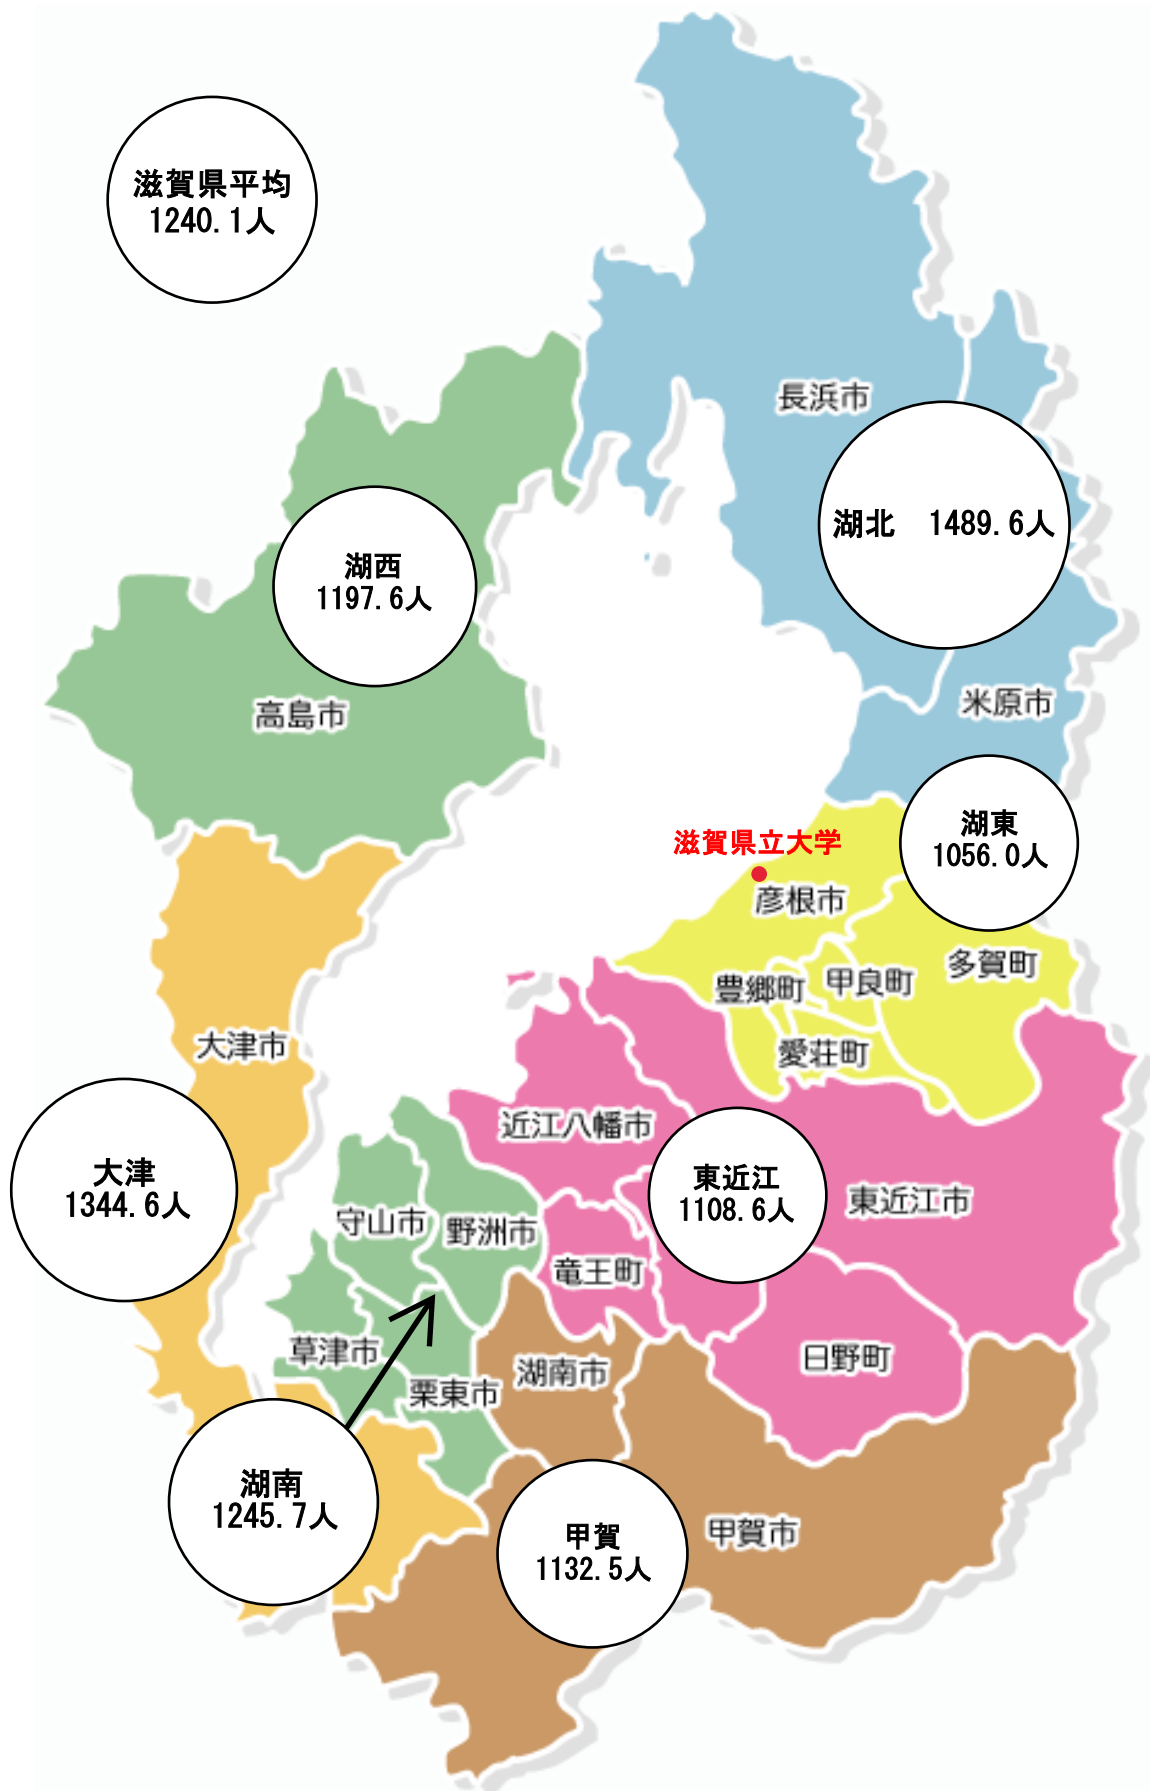 滋賀県平均
1240.1人
長浜市
湖北　1489.6人
湖西
1197.6人
高島市
米原市
湖東
1056.0人
滋賀県立大学
彦根市
多賀町
豊郷町
甲良町
愛荘町
大津市
近江八幡市
大津
1344.6人
東近江
1108.6人
東近江市
守山市
野洲市
竜王町
草津市
栗東市
湖南市
日野町
湖南
1245.7人
甲賀
1132.5人
甲賀市